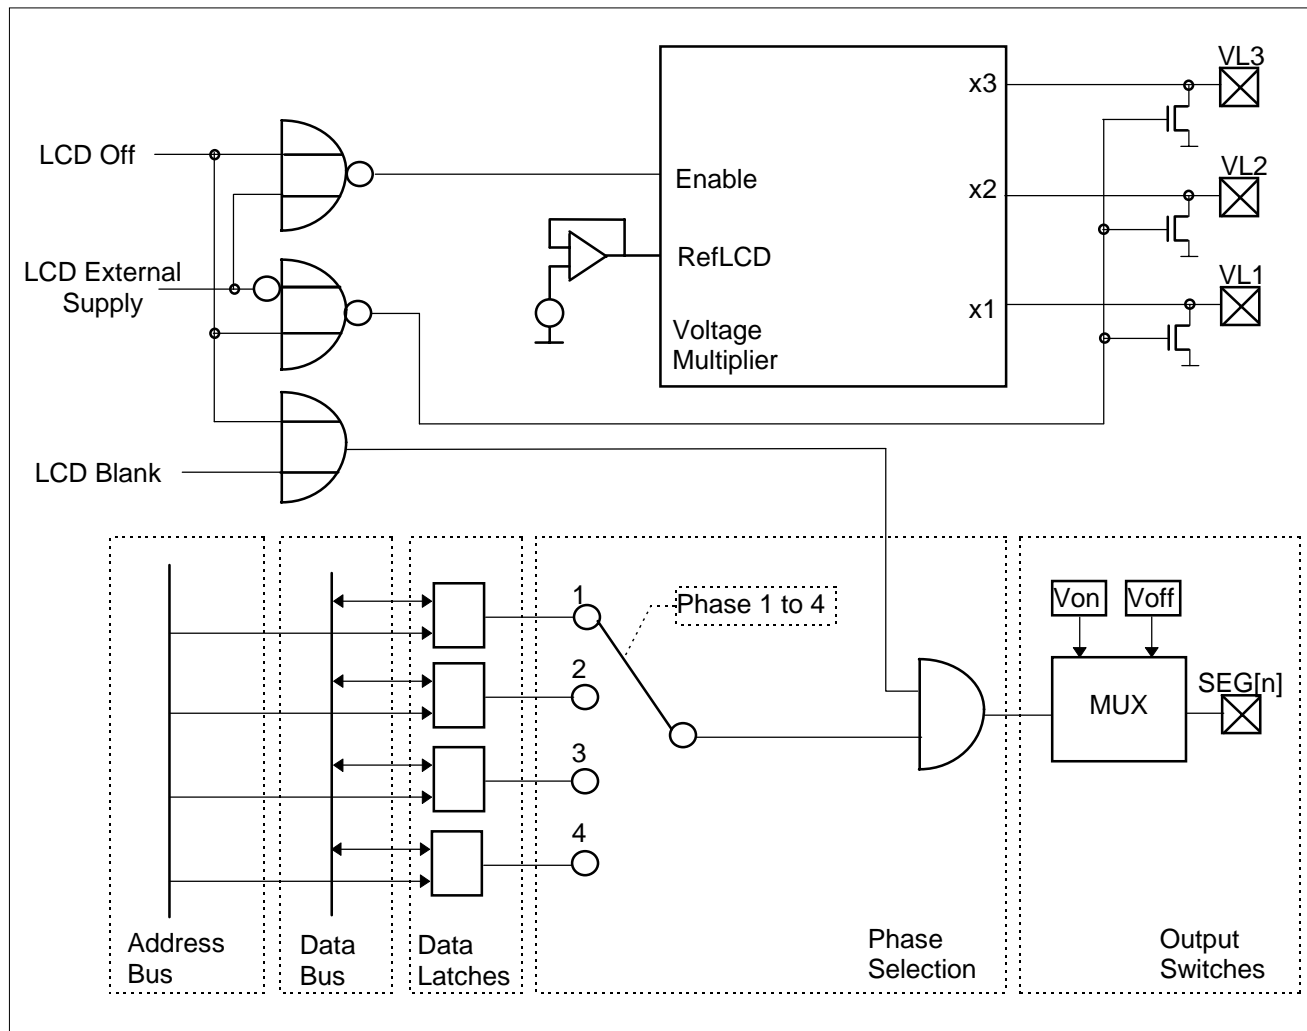 VL3
x3
LCD Off
Enable
x2
VL2
LCD External
Supply
RefLCD
VL1
x1
Voltage
Multiplier
LCD Blank
1
Phase 1 to 4
Von
Voff
2
MUX
SEG[n]
3
4
Address
Bus
Data
Bus
Data
Latches
Phase
Selection
Output
Switches